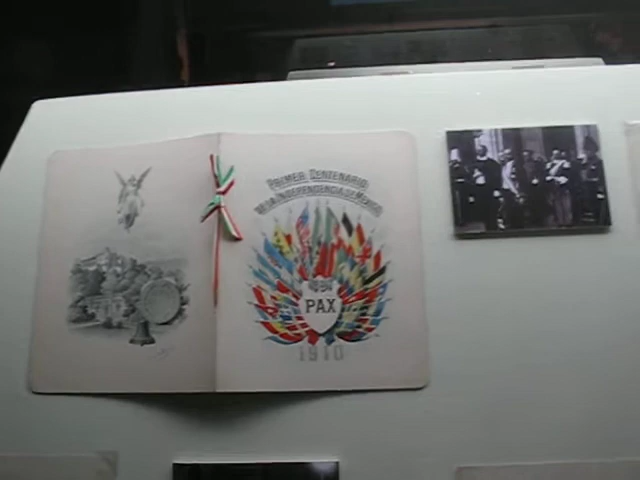 PRIMER CENTENARIO
DE LA INDEPENDENCIA DE MEXICO
PAX
1910